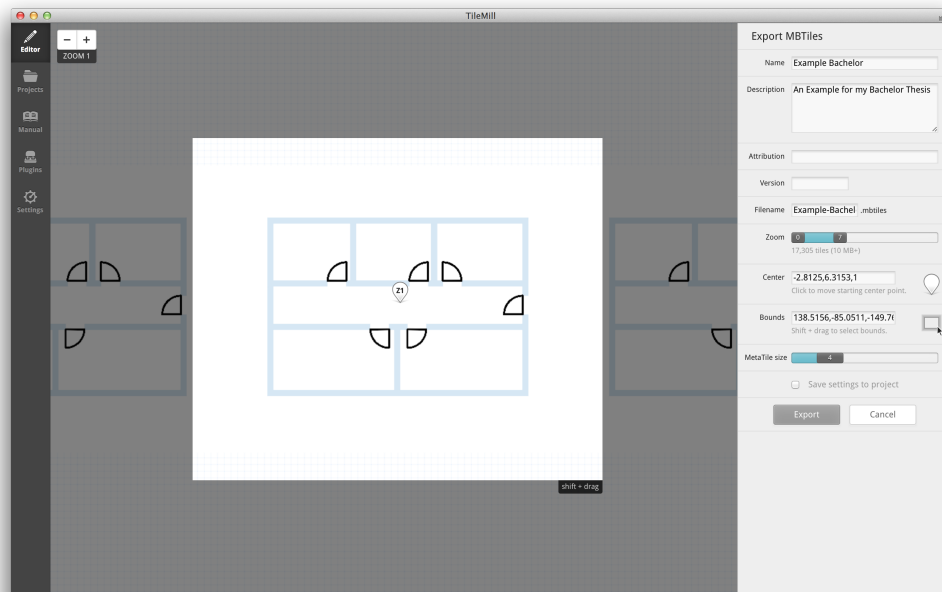 TileMill
Editor
Projects
Manual
Plugins
Settings
− +
ZOOM 1
Z1
shift + drag
Export MBTiles
Name Example Bachelor
Description An Example for my Bachelor Thesis
Attribution
Version
Filename Example-Bachel .mbtiles
Zoom 0 7
17,305 tiles (10 MB+)
Center -2.8125,6.3153,1
Click to move starting center point.
Bounds 138.5156,-85.0511,-149.76
Shift + drag to select bounds.
MetaTile size 4
Save settings to project
Export Cancel